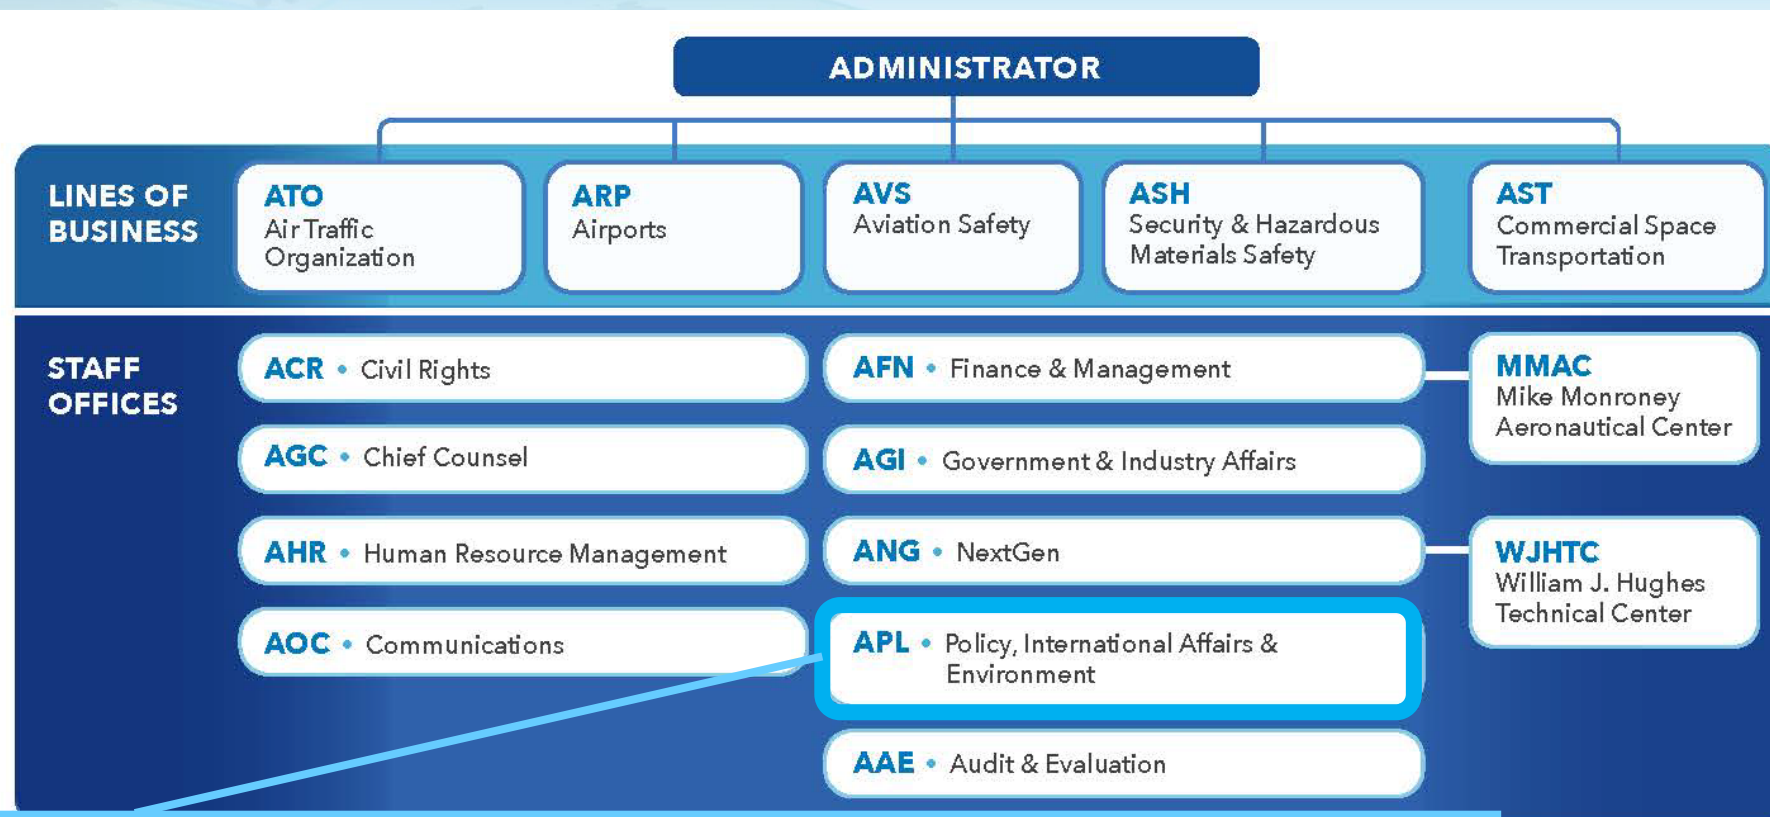 ADMINISTRATOR
LINES OF
BUSINESS
ATO
Air Traffic
Organization
ARP
Airports
AVS
Aviation Safety
ASH
Security & Hazardous
Materials Safety
AST
Commercial Space
Transportation
STAFF
OFFICES
ACR • Civil Rights
AGC • Chief Counsel
AHR • Human Resource Management
AOC • Communications
AFN • Finance & Management
AGI • Government & Industry Affairs
ANG • NextGen
APL • Policy, International Affairs &
Environment
AAE • Audit & Evaluation
MMAC
Mike Monroney
Aeronautical Center
WJHTC
William J. Hughes
Technical Center